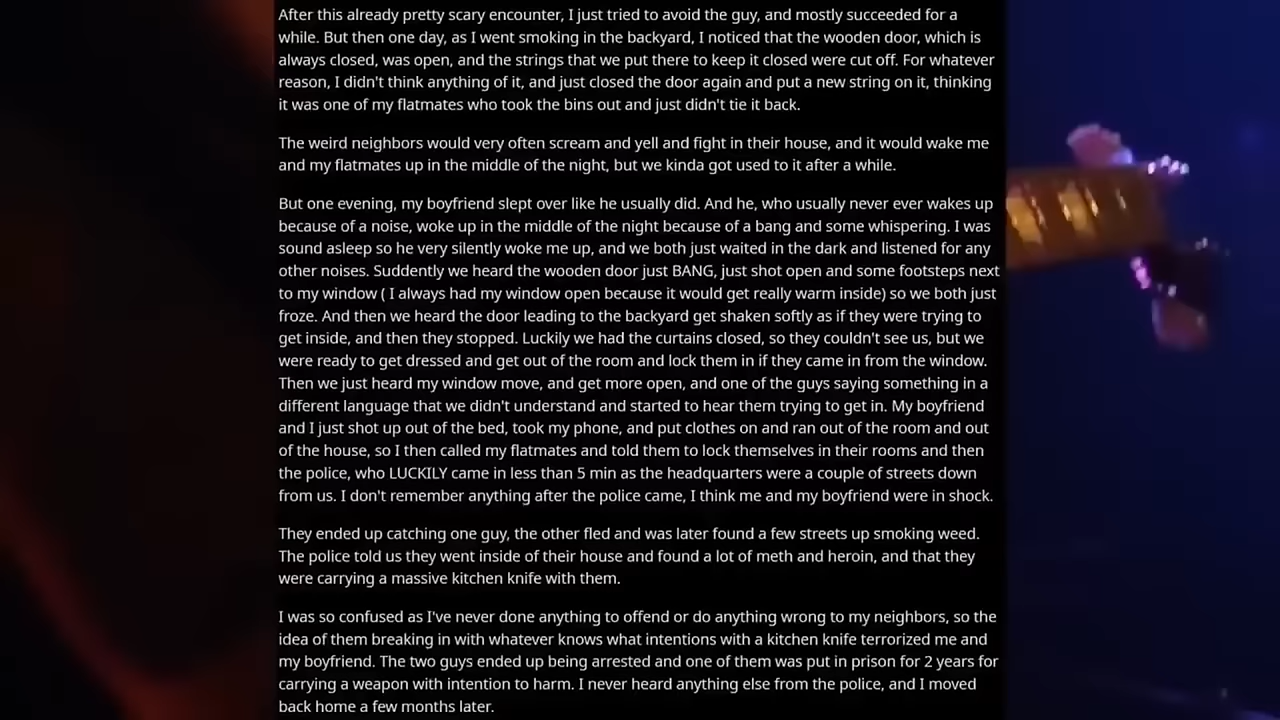 After this already pretty scary encounter, I just tried to avoid the guy, and mostly succeeded for a
while. But then one day, as I went smoking in the backyard, I noticed that the wooden door, which is
always closed, was open, and the strings that we put there to keep it closed were cut off. For whatever
reason, I didn't think anything of it, and just closed the door again and put a new string on it, thinking
it was one of my flatmates who took the bins out and just didn't tie it back.
The weird neighbors would very often scream and yell and fight in their house, and it would wake me
and my flatmates up in the middle of the night, but we kinda got used to it after a while.
But one evening, my boyfriend slept over like he usually did. And he, who usually never ever wakes up
because of a noise, woke up in the middle of the night because of a bang and some whispering. I was
sound asleep so he very silently woke me up, and we both just waited in the dark and listened for any
other noises. Suddenly we heard the wooden door just BANG, just shot open and some footsteps next
to my window ( I always had my window open because it would get really warm inside) so we both just
froze. And then we heard the door leading to the backyard get shaken softly as if they were trying to
get inside, and then they stopped. Luckily we had the curtains closed, so they couldn't see us, but we
were ready to get dressed and get out of the room and lock them in if they came in from the window.
Then we just heard my window move, and get more open, and one of the guys saying something in a
different language that we didn't understand and started to hear them trying to get in. My boyfriend
and I just shot up out of the bed, took my phone, and put clothes on and ran out of the room and out
of the house, so I then called my flatmates and told them to lock themselves in their rooms and then
the police, who LUCKILY came in less than 5 min as the headquarters were a couple of streets down
from us. I don't remember anything after the police came, I think me and my boyfriend were in shock.
They ended up catching one guy, the other fled and was later found a few streets up smoking weed.
The police told us they went inside of their house and found a lot of meth and heroin, and that they
were carrying a massive kitchen knife with them.
I was so confused as I've never done anything to offend or do anything wrong to my neighbors, so the
idea of them breaking in with whatever knows what intentions with a kitchen knife terrorized me and
my boyfriend. The two guys ended up being arrested and one of them was put in prison for 2 years for
carrying a weapon with intention to harm. I never heard anything else from the police, and I moved
back home a few months later.